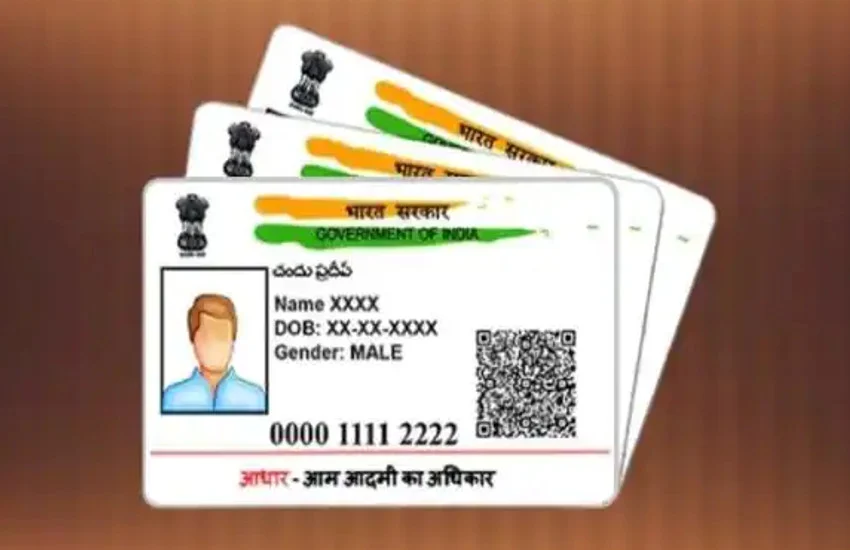 भारत सरकार
भारत सरकार
भारत सरकार
GOVERNMENT OF INDIA
చందు ప్రదీప్
Name XXXX
DOB: XX-XX-XXXX
Gender: MALE
0000 1111 2222
आधार - आम आदमी का अधिकार